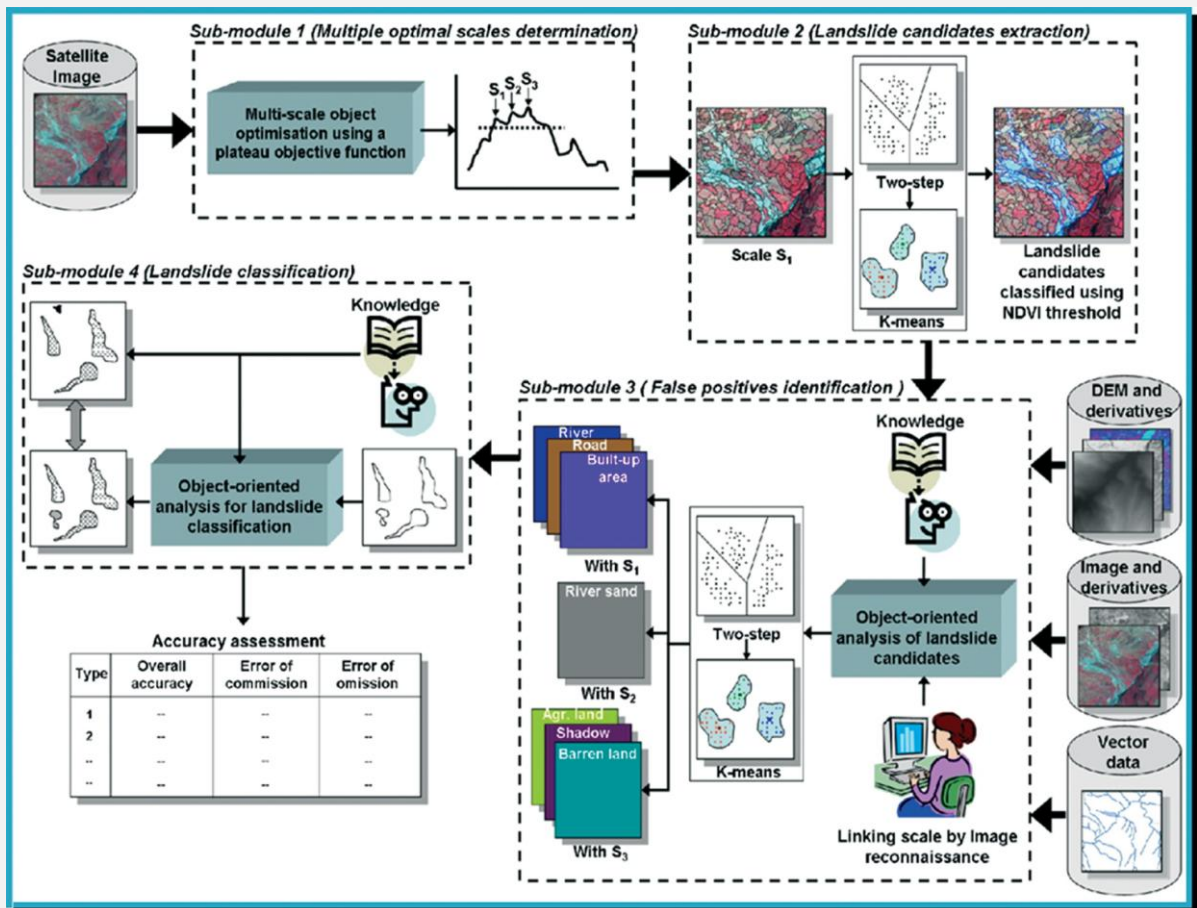 Satellite
Image
Sub-module 1 (Multiple optimal scales determination)
Multi-scale object
optimisation using a
plateau objective function
S1 S2 S3
Sub-module 2 (Landslide candidates extraction)
Scale S1
Two-step
K-means
Landslide
candidates
classified using
NDVI threshold
Sub-module 4 (Landslide classification)
Knowledge
Object-oriented
analysis for landslide
classification
Accuracy assessment
Type Overall accuracy Error of commission Error of omission
1 -- -- --
2 -- -- --
.. -- -- --
.. -- -- --
Sub-module 3 ( False positives identification )
River
Road
Built-up
area
With S1
River sand
With S2
Agr. land
Shadow
Barren land
With S3
Two-step
K-means
Knowledge
Object-oriented
analysis of landslide
candidates
Linking scale by Image
reconnaissance
DEM and
derivatives
Image and
derivatives
Vector
data